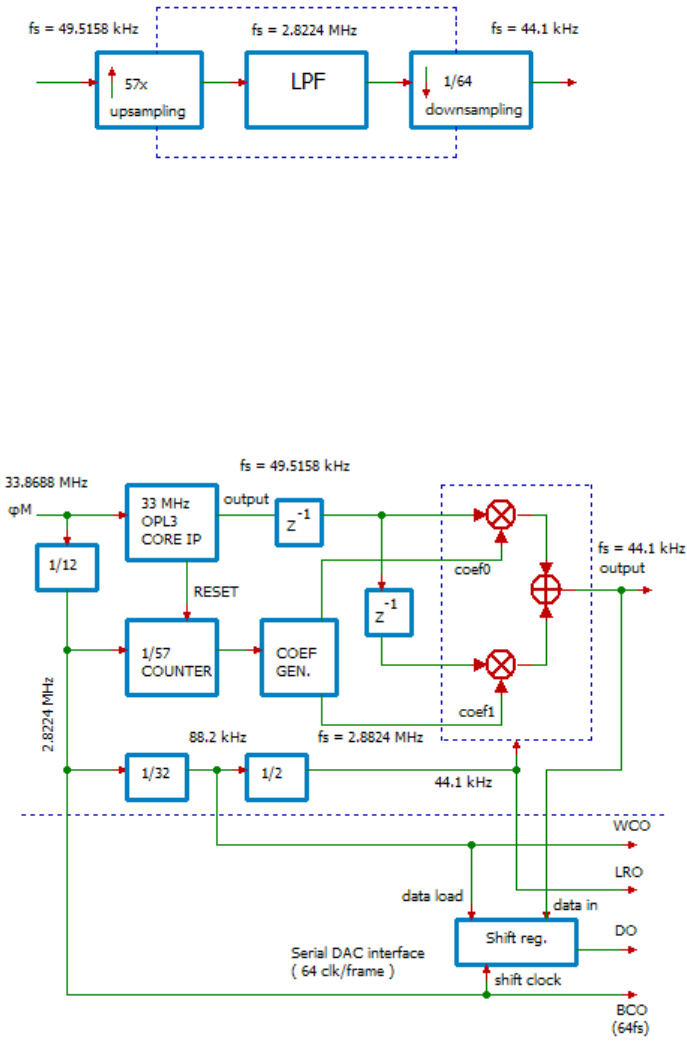 fs = 49.5158 kHz
fs = 2.8224 MHz
fs = 44.1 kHz
57x
upsampling
LPF
1/64
downsampling
fs = 49.5158 kHz
33.8688 MHz
φM
33 MHz
OPL3
CORE IP
output
Z-1
1/12
RESET
coef0
fs = 44.1 kHz
output
Z-1
1/57
COUNTER
COEF
GEN.
coef1
2.8224 MHz
88.2 kHz
fs = 2.8824 MHz
1/32
1/2
44.1 kHz
WCO
LRO
data load
data in
DO
Shift reg.
Serial DAC interface
( 64 clk/frame )
shift clock
BCO
(64fs)